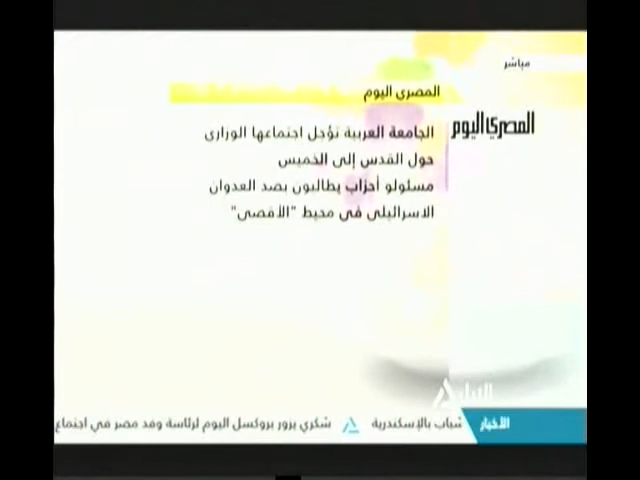 مباشر
المصرى اليوم
المصري اليوم
الجامعة العربية تؤجل اجتماعها الوزارى
حول القدس إلى الخميس
مسئولو أحزاب يطالبون بصد العدوان
الاسرائيلى فى محيط "الأقصى"
الأخبار
شباب بالإسكندرية
شكري يزور بروكسل اليوم لرئاسة وفد مصر في اجتماع